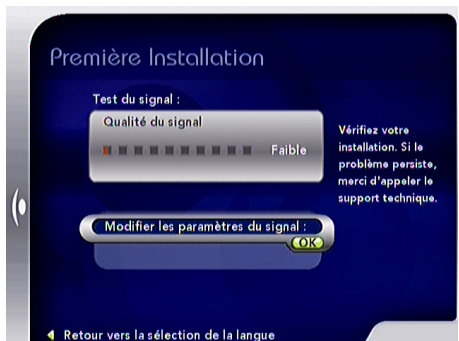 Première Installation
Test du signal :
Qualité du signal
Faible
Vérifiez votre
installation. Si le
problème persiste,
merci d'appeler le
support technique.
Modifier les paramètres du signal :
OK
Retour vers la sélection de la langue